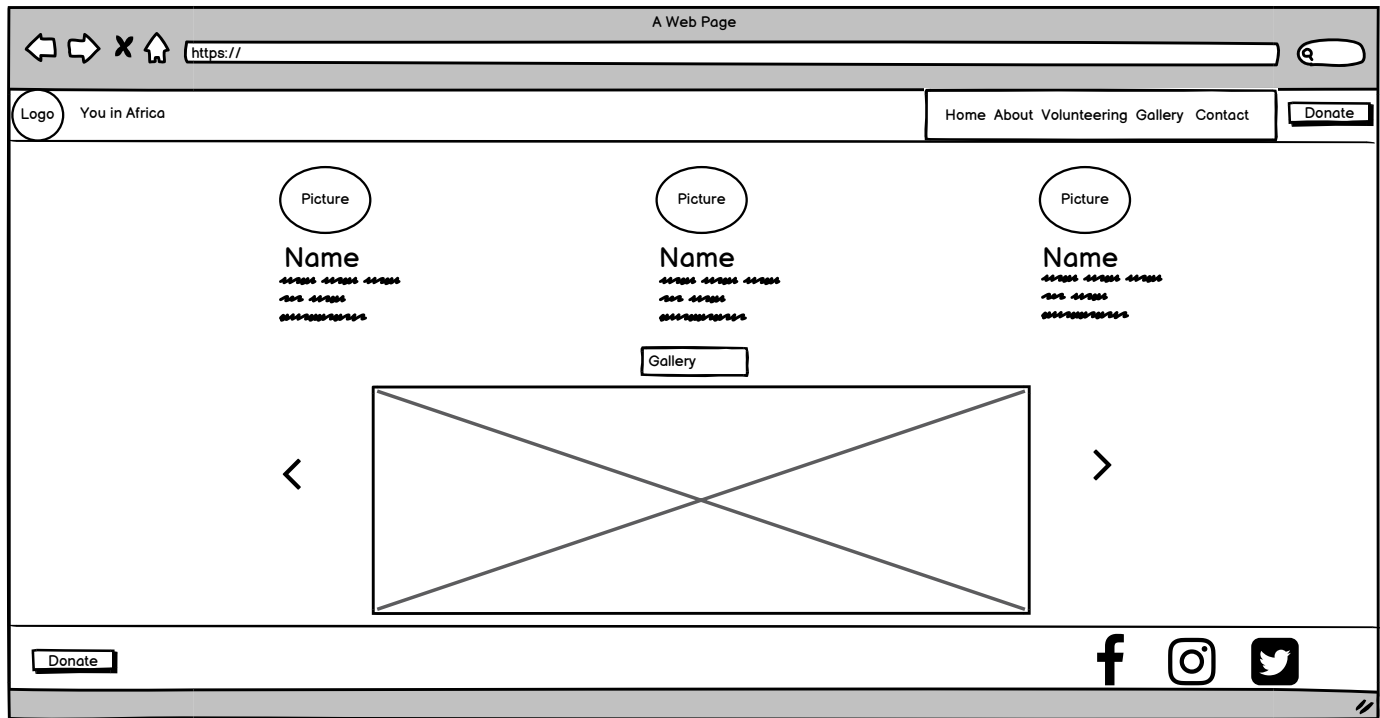 A Web Page
https://
Logo You in Africa Home About Volunteering Gallery Contact Donate
Picture Picture Picture
Name Name Name
Gallery
Donate